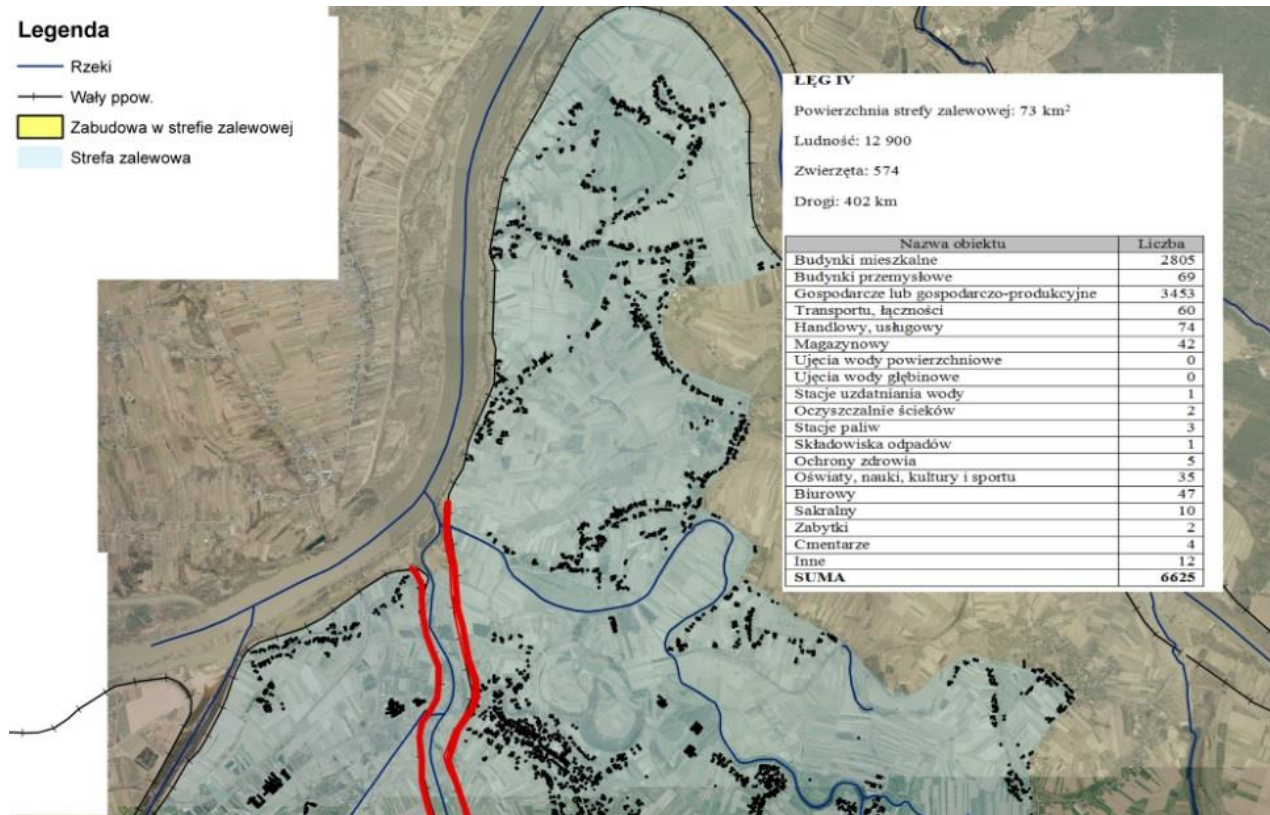 Legenda
Rzeki
Wały ppow.
Zabudowa w strefie zalewowej
Strefa zalewowa
ŁĘG IV
Powierzchnia strefy zalewowej: 73 km²
Ludność: 12 900
Zwierzęta: 574
Drogi: 402 km
Nazwa obiektu Liczba
Budynki mieszkalne 2805
Budynki przemysłowe 69
Gospodarcze lub gospodarczo-produkcyjne 3453
Transportu, łączności 60
Handlowy, usługowy 74
Magazynowy 42
Ujęcia wody powierzchniowe 0
Ujęcia wody głębinowe 0
Stacje uzdatniania wody 1
Oczyszczalnie ścieków 2
Stacje paliw 3
Składowiska odpadów 1
Ochrony zdrowia 5
Oświaty, nauki, kultury i sportu 35
Biurowy 47
Sakralny 10
Zabytki 2
Cmentarze 4
Inne 12
SUMA 6625